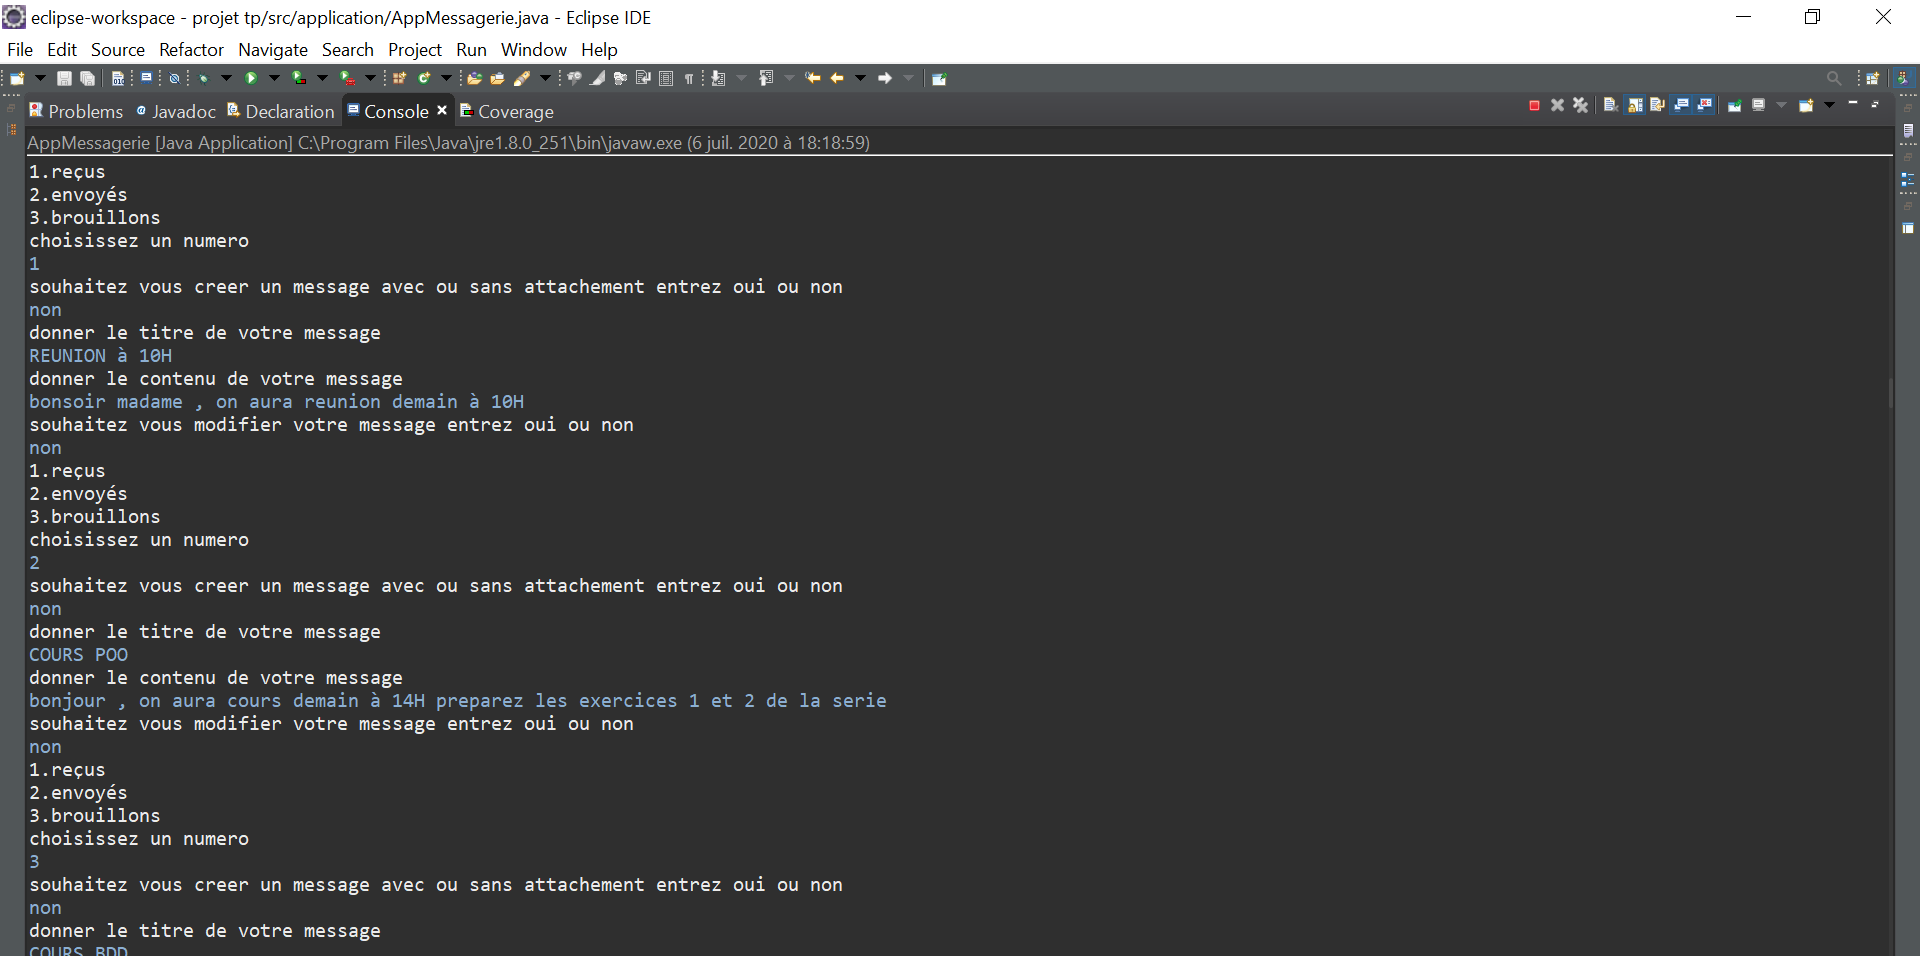 eclipse-workspace - projet tp/src/application/AppMessagerie.java - Eclipse IDE
File Edit Source Refactor Navigate Search Project Run Window Help
Problems Javadoc Declaration Console Coverage
AppMessagerie [Java Application] C:\Program Files\Java\jre1.8.0_251\bin\javaw.exe (6 juil. 2020 à 18:18:59)
1.reçus
2.envoyés
3.brouillons
choisissez un numero
1
souhaitez vous creer un message avec ou sans attachement entrez oui ou non
non
donner le titre de votre message
REUNION à 10H
donner le contenu de votre message
bonsoir madame , on aura reunion demain à 10H
souhaitez vous modifier votre message entrez oui ou non
non
1.reçus
2.envoyés
3.brouillons
choisissez un numero
2
souhaitez vous creer un message avec ou sans attachement entrez oui ou non
non
donner le titre de votre message
COURS POO
donner le contenu de votre message
bonjour , on aura cours demain à 14H preparez les exercices 1 et 2 de la serie
souhaitez vous modifier votre message entrez oui ou non
non
1.reçus
2.envoyés
3.brouillons
choisissez un numero
3
souhaitez vous creer un message avec ou sans attachement entrez oui ou non
non
donner le titre de votre message
COURS BDD